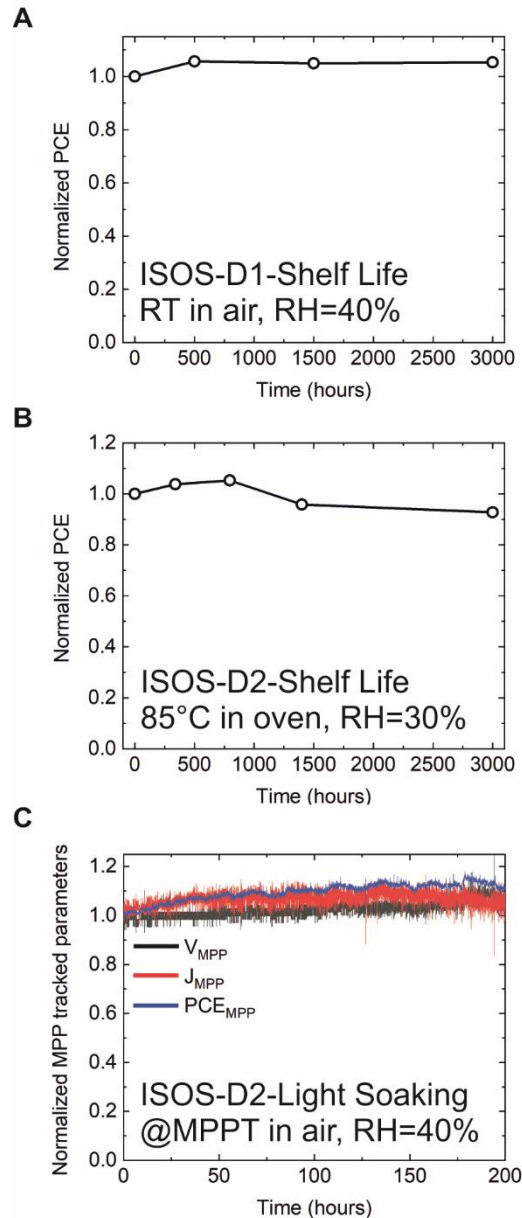 A
Normalized PCE
1.0
0.8
0.6
0.4
0.2
0.0
ISOS-D1-Shelf Life
RT in air, RH=40%
0 500 1000 1500 2000 2500 3000
Time (hours)
B
Normalized PCE
1.2
1.0
0.8
0.6
0.4
0.2
0.0
ISOS-D2-Shelf Life
85°C in oven, RH=30%
0 500 1000 1500 2000 2500 3000
Time (hours)
C
Normalized MPP tracked parameters
1.2
1.0
0.8
0.6
0.4
0.2
0.0
VMPP
JMPP
PCEMPP
ISOS-D2-Light Soaking
@MPPT in air, RH=40%
0 50 100 150 200
Time (hours)